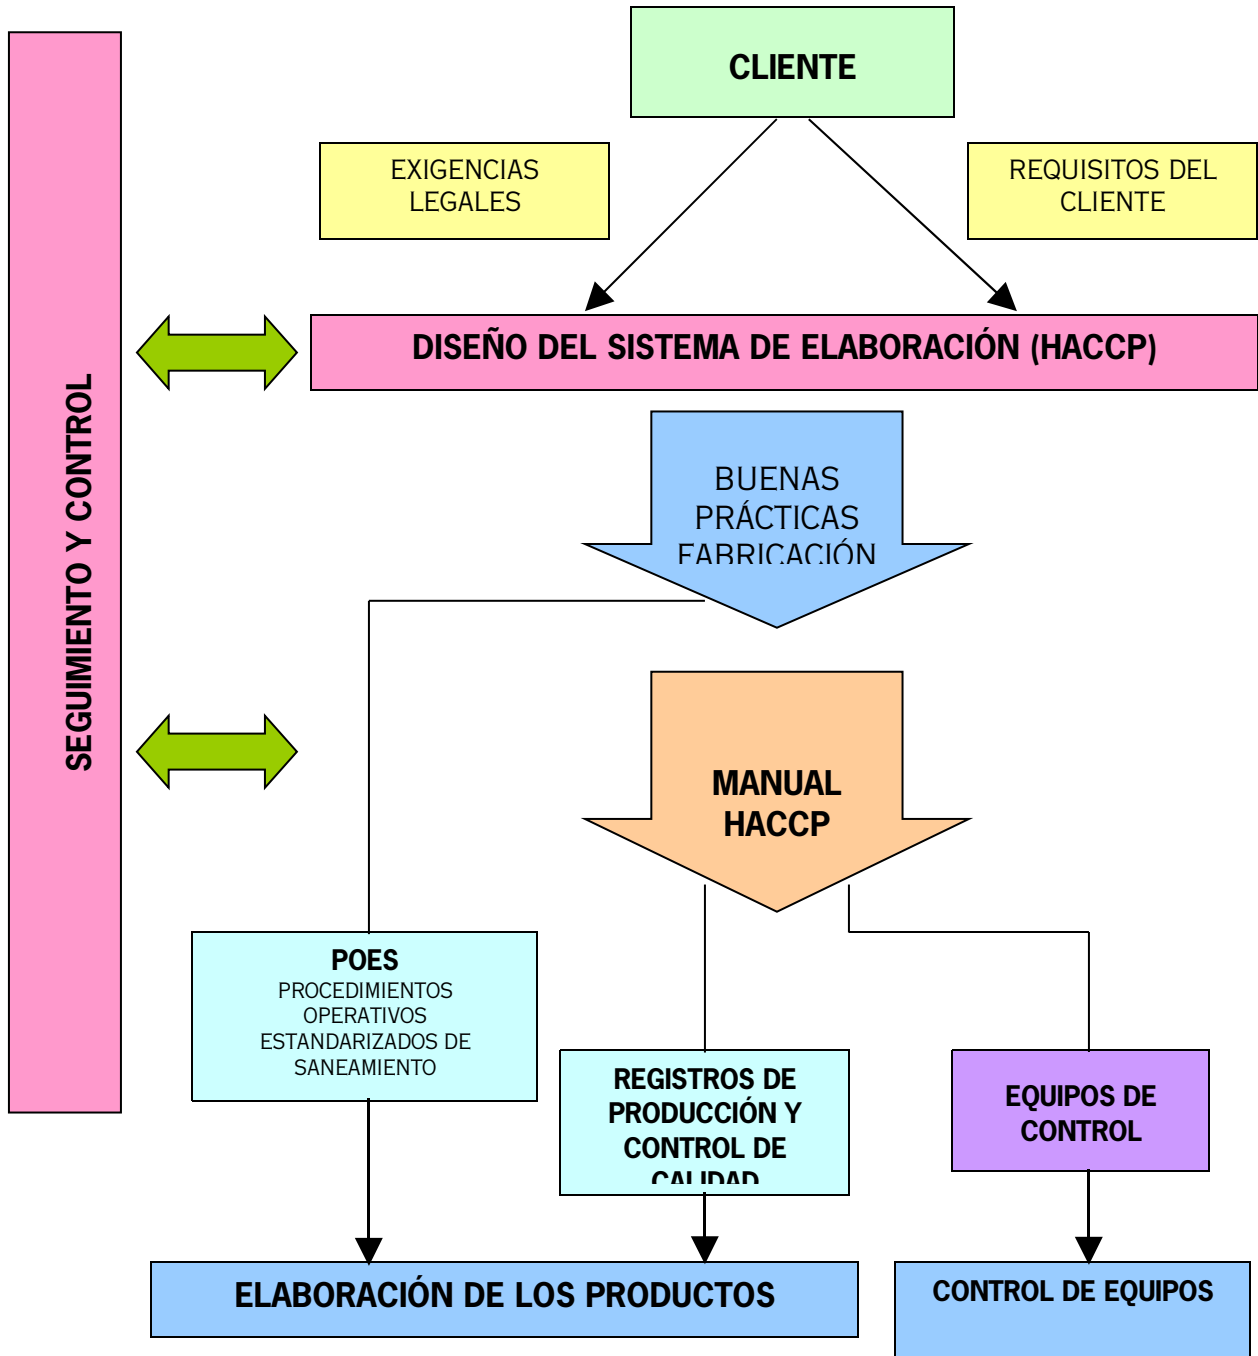 CLIENTE
EXIGENCIAS
LEGALES
REQUISITOS DEL
CLIENTE
DISEÑO DEL SISTEMA DE ELABORACIÓN (HACCP)
SEGUIMIENTO Y CONTROL
BUENAS
PRÁCTICAS
FABRICACIÓN
MANUAL
HACCP
POES
PROCEDIMIENTOS
OPERATIVOS
ESTANDARIZADOS DE
SANEAMIENTO
REGISTROS DE
PRODUCCIÓN Y
CONTROL DE
CALIDAD
EQUIPOS DE
CONTROL
ELABORACIÓN DE LOS PRODUCTOS
CONTROL DE EQUIPOS